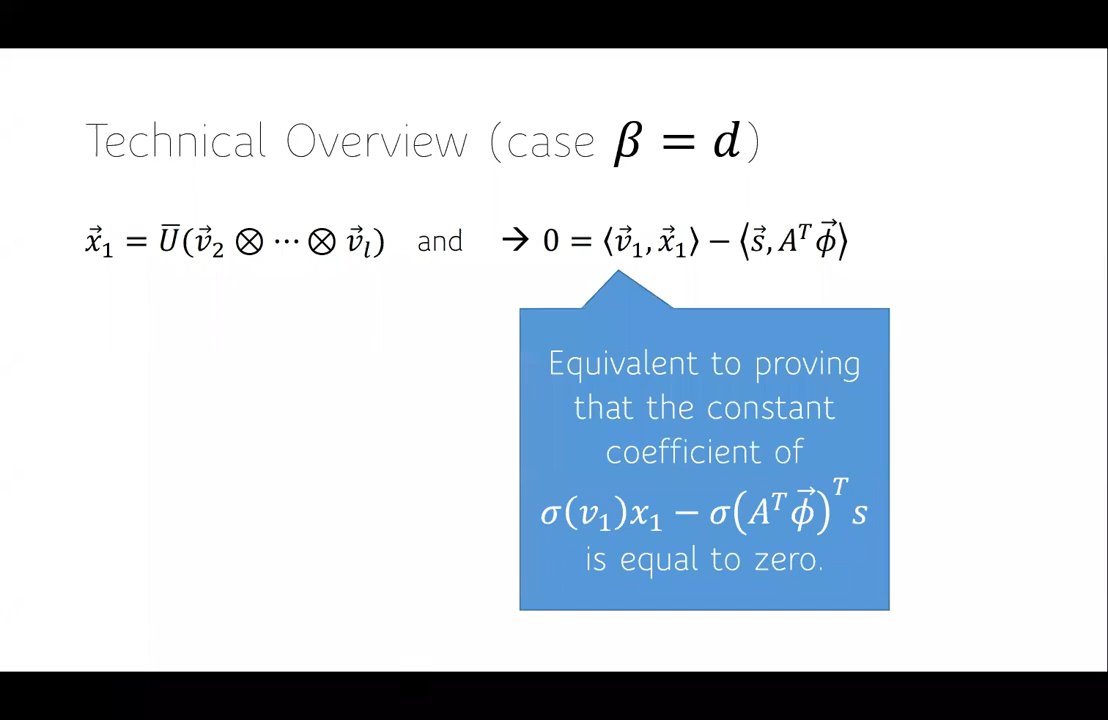 Technical Overview (case β = d)
x⃗₁ = U̅(v⃗₂ ⊗ ⋯ ⊗ v⃗ₗ) and → 0 = ⟨v⃗₁, x⃗₁⟩ − ⟨s⃗, Aᵀϕ⃗⟩
Equivalent to proving
that the constant
coefficient of
σ(v₁)x₁ − σ(Aᵀϕ⃗)ᵀs
is equal to zero.